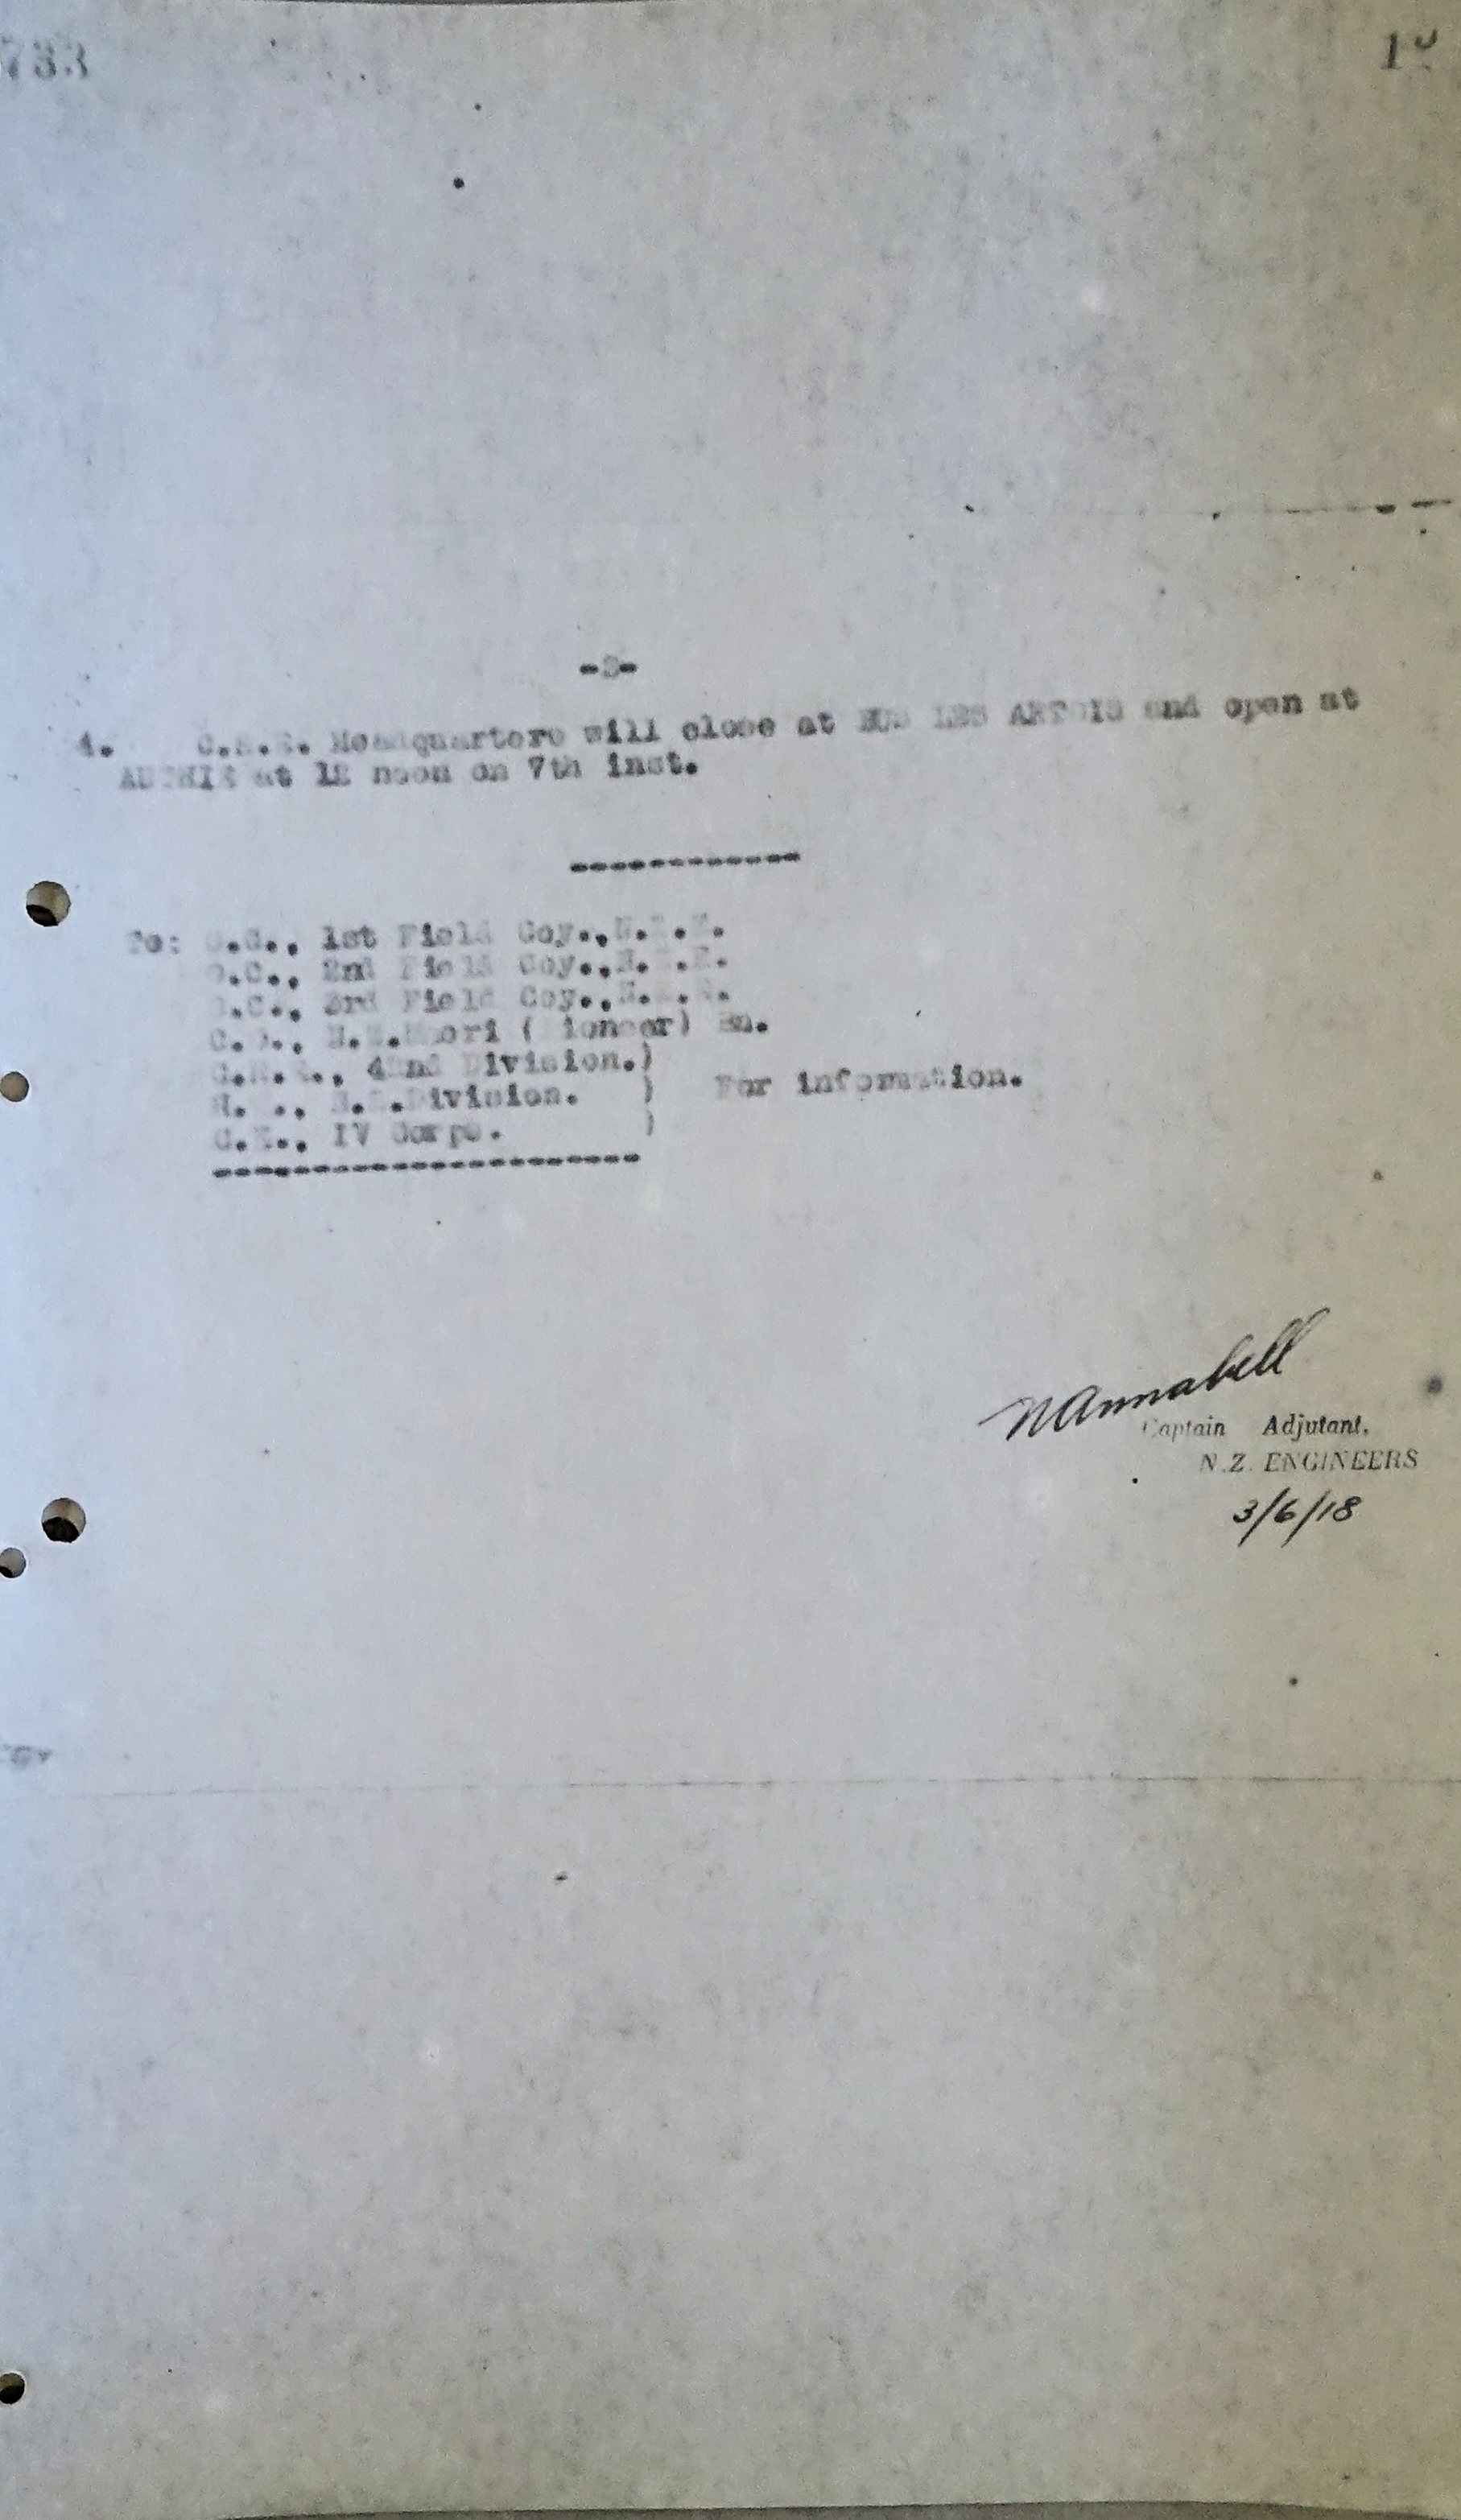 733
-2-
4. C.R.E. Headquarters will close at BUS LES ARTOIS and open at
AUTHIE at 12 noon on 7th inst.
------------
To: O.C., 1st Field Coy.,N.Z.E.
O.C., 2nd Field Coy.,N.Z.E.
O.C., 3rd Field Coy.,N.Z.E.
C.O., N.Z.Maori (Pioneer) Bn.
C.R.E., 42nd Division.)
N.Z.Division. ) For information.
C.E., IV Corps. )
----------------------
N Annabell
Captain Adjutant,
N.Z. ENGINEERS
3/6/18